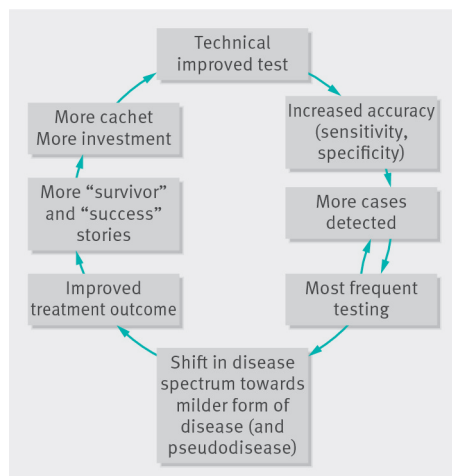 Technical
improved test
Increased accuracy
(sensitivity,
specificity)
More cases
detected
Most frequent
testing
Shift in disease
spectrum towards
milder form of
disease (and
pseudodisease)
Improved
treatment outcome
More “survivor”
and “success”
stories
More cachet
More investment